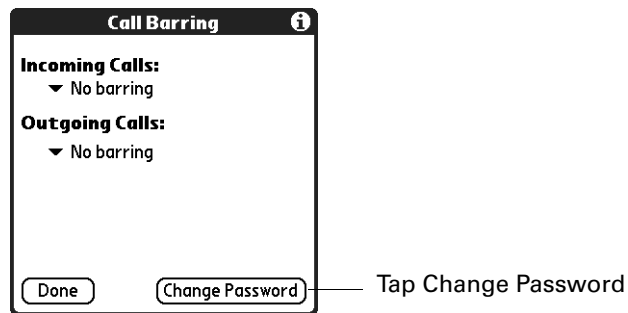 Call Barring
Incoming Calls:
No barring
Outgoing Calls:
No barring
Done
Change Password
Tap Change Password